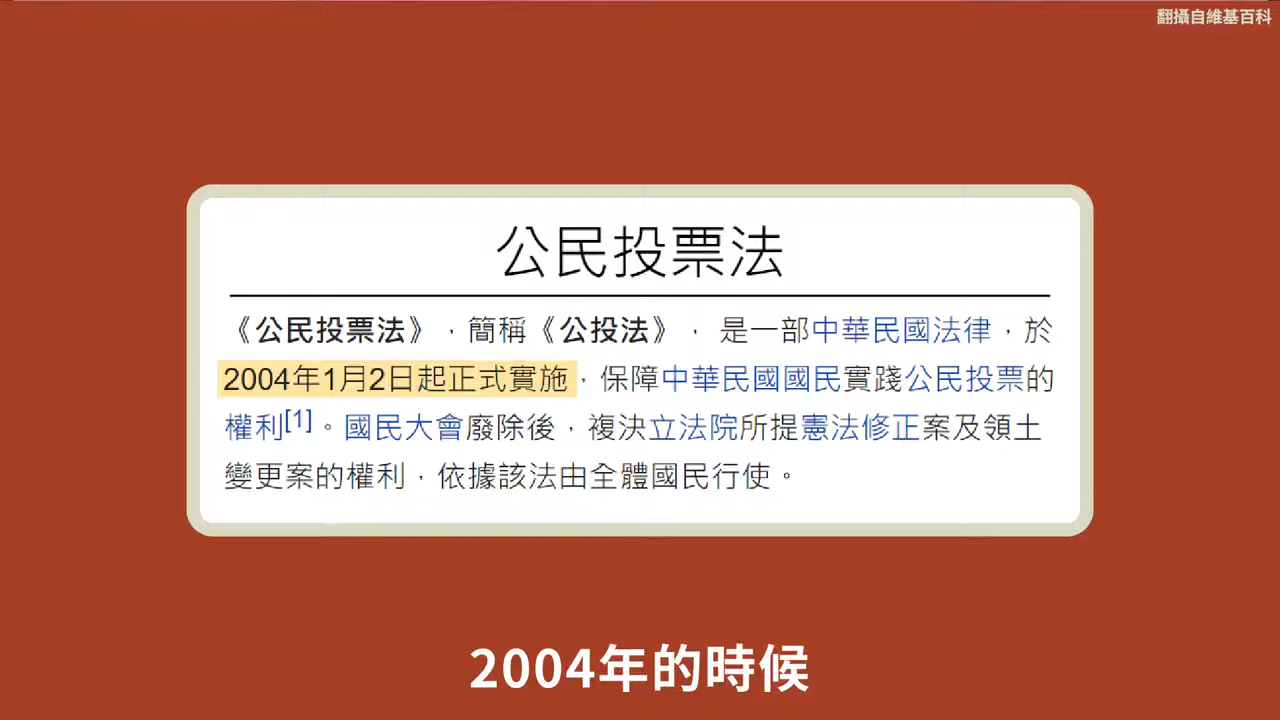 翻攝自維基百科
公民投票法
《公民投票法》，簡稱《公投法》， 是一部中華民國法律，於
2004年1月2日起正式實施，保障中華民國國民實踐公民投票的
權利[1]。國民大會廢除後，複決立法院所提憲法修正案及領土
變更案的權利，依據該法由全體國民行使。
2004年的時候